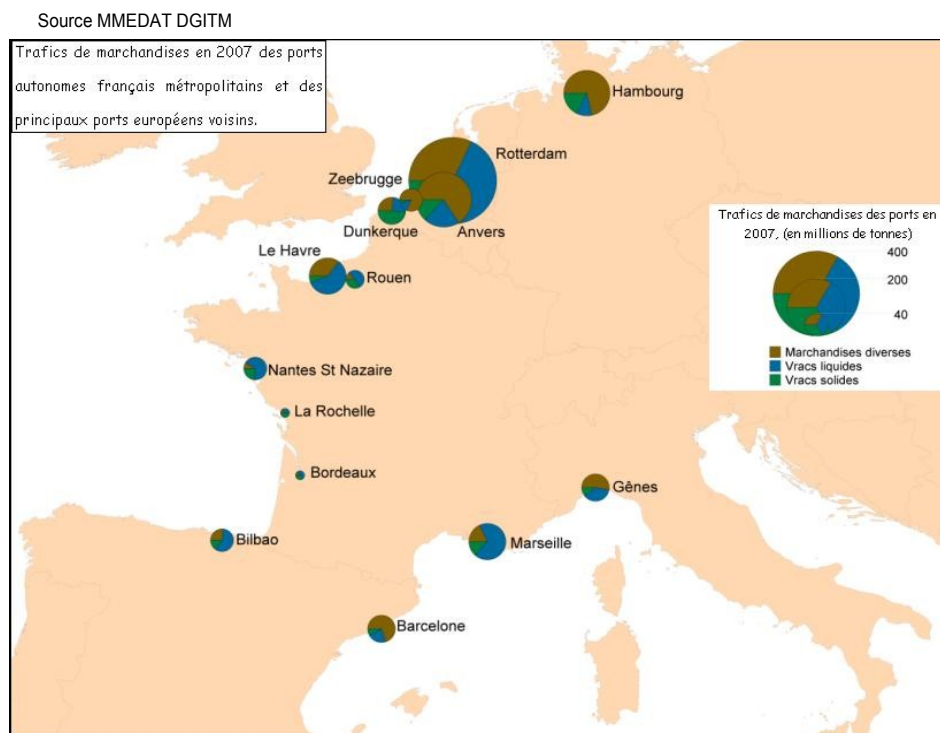 Source MMEDAT DGITM
Trafics de marchandises en 2007 des ports
autonomes français métropolitains et des
principaux ports européens voisins.
Hambourg
Rotterdam
Zeebrugge
Dunkerque
Anvers
Trafics de marchandises des ports en
2007, (en millions de tonnes)
400
200
40
Marchandises diverses
Vracs liquides
Vracs solides
Le Havre
Rouen
Nantes St Nazaire
La Rochelle
Bordeaux
Gênes
Bilbao
Marseille
Barcelone